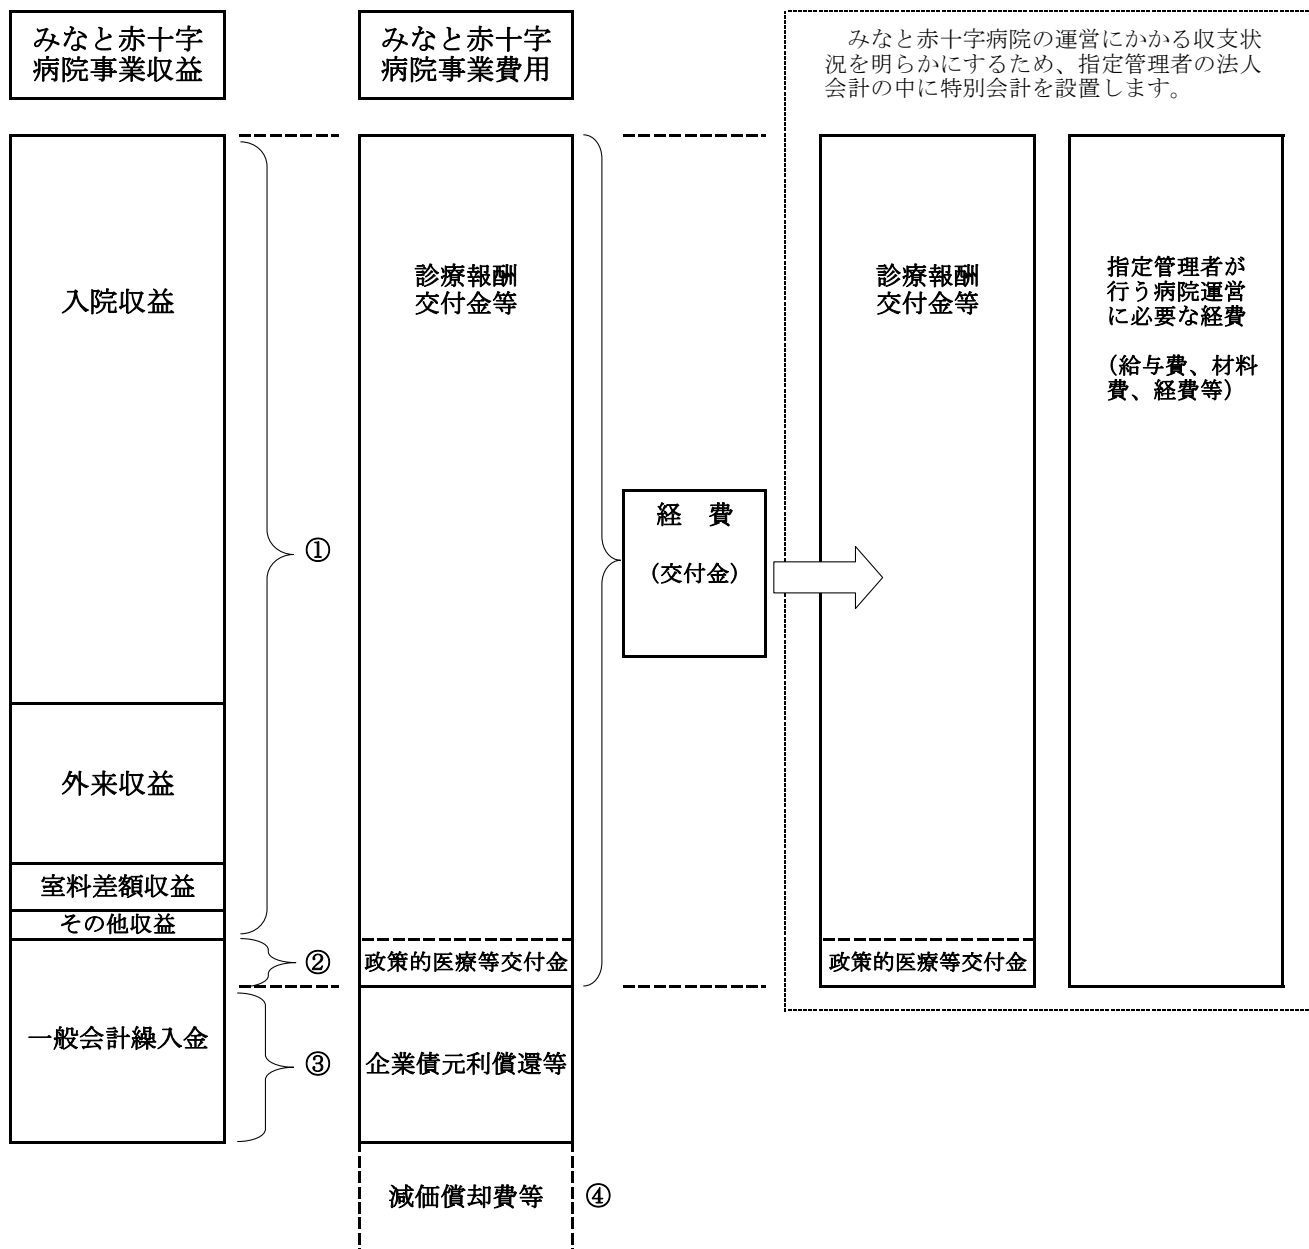 みなと赤十字
病院事業収益
みなと赤十字
病院事業費用
みなと赤十字病院の運営にかかる収支状
況を明らかにするため、指定管理者の法人
会計の中に特別会計を設置します。
入院収益
外来収益
室料差額収益
その他収益
一般会計繰入金
①
②
③
診療報酬
交付金等
政策的医療等交付金
企業債元利償還等
減価償却費等
④
経　費
（交付金）
診療報酬
交付金等
政策的医療等交付金
指定管理者が
行う病院運営
に必要な経費
（給与費、材料
費、経費等）